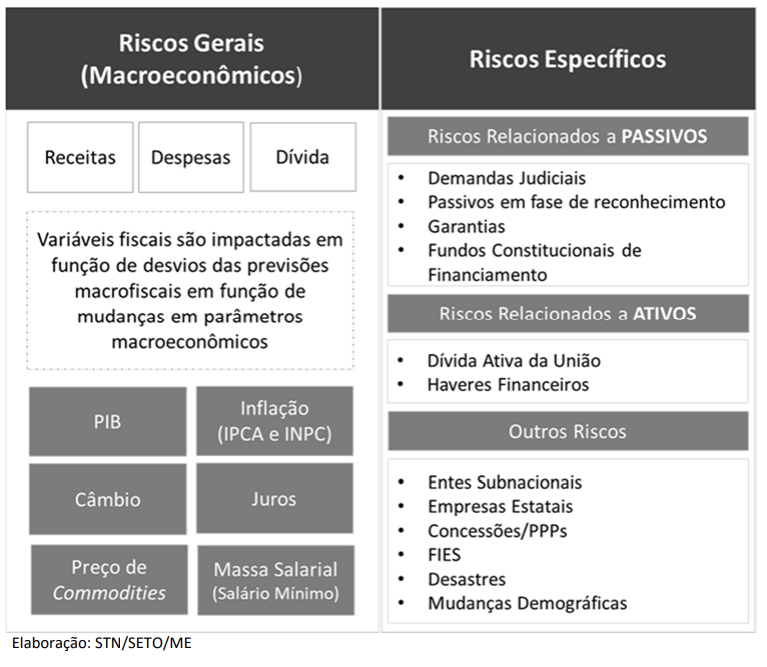 Riscos Gerais
(Macroeconômicos)
Receitas
Despesas
Dívida
Variáveis fiscais são impactadas em
função de desvios das previsões
macrofiscais em função de
mudanças em parâmetros
macroeconômicos
PIB
Inflação
(IPCA e INPC)
Câmbio
Juros
Preço de
Commodities
Massa Salarial
(Salário Mínimo)
Riscos Específicos
Riscos Relacionados a PASSIVOS
• Demandas Judiciais
• Passivos em fase de reconhecimento
• Garantias
• Fundos Constitucionais de
Financiamento
Riscos Relacionados a ATIVOS
• Dívida Ativa da União
• Haveres Financeiros
Outros Riscos
• Entes Subnacionais
• Empresas Estatais
• Concessões/PPPs
• FIES
• Desastres
• Mudanças Demográficas
Elaboração: STN/SETO/ME